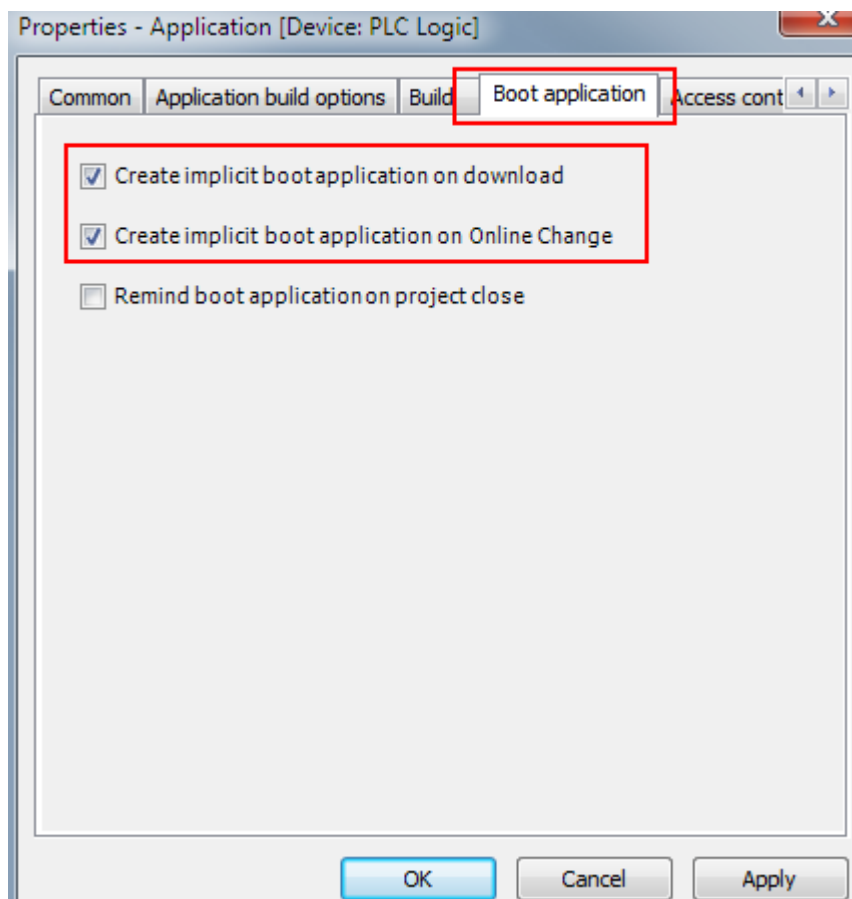 Properties - Application [Device: PLC Logic]
x
Common Application build options Build Boot application Access cont
Create implicit boot application on download
Create implicit boot application on Online Change
Remind boot application on project close
OK Cancel Apply